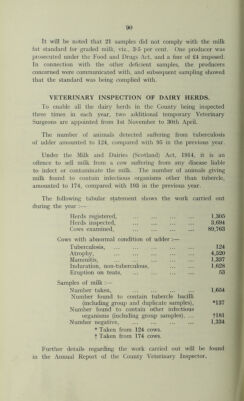 90
It will be noted that 21 samples did not comply with the milk
fat standard for graded milk, viz., 3·5 per cent. One producer was
prosecuted under the Food and Drugs Act, and a fine of £4 imposed.
In connection with the other deficient samples, the producers
concerned were communicated with, and subsequent sampling showed
that the standard was being complied with.
VETERINARY INSPECTION OF DAIRY HERDS.
To enable all the dairy herds in the County being inspected
three times in each year, two additional temporary Veterinary
Surgeons are appointed from 1st November to 30th April.
The number of animals detected suffering from tuberculosis
of udder amounted to 124, compared with 95 in the previous year.
Under the Milk and Dairies (Scotland) Act, 1914, it is an
offence to sell milk from a cow suffering from any disease liable
to infect or contaminate the milk. The number of animals giving
milk found to contain infectious organisms other than tubercle,
amounted to 174, compared with 105 in the previous year.
The following tabular statement shows the work carried out
during the year :—
Herds registered, ... ... ... ... 1,305
Herds inspected, ... ... ... ... 3,694
Cows examined, ... ... ... ... 89,763
Cows with abnormal condition of udder :—
Tuberculosis, ... ... ... ... 124
Atrophy, ... ... ... ... 4,520
Mammitis, ... ... ... ... 1,337
Induration, non-tuberculous, ... ... ... 1,628
Eruption on teats, ... ... ... ... 53
Samples of milk :—
Number taken, ... ... ... ... 1,654
Number found to contain tubercle bacilli
(including group and duplicate samples), *137
Number found to contain other infectious
organisms (including group samples), ... †181
Number negative, ... ... ... ... 1,334
* Taken from 124 cows.
† Taken from 174 cows.
Further details regarding the work carried out will be found
in the Annual Report of the County Veterinary Inspector.